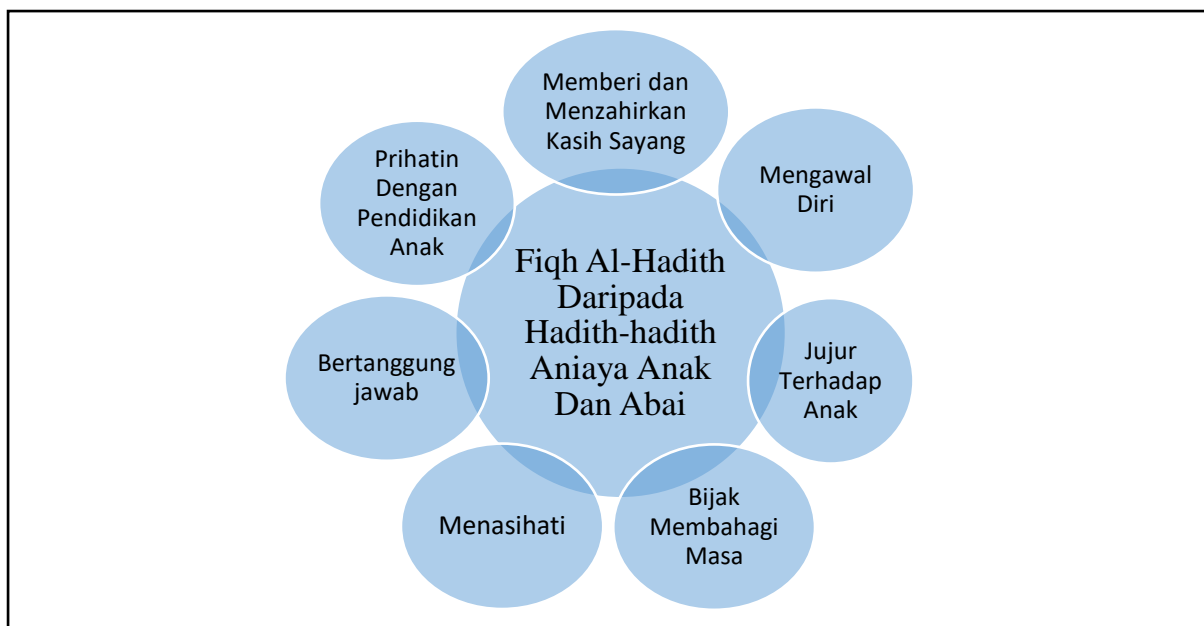 Memberi dan
Menzahirkan
Kasih Sayang
Mengawal
Diri
Jujur
Terhadap
Anak
Bijak
Membahagi
Masa
Menasihati
Bertanggung
jawab
Prihatin
Dengan
Pendidikan
Anak
Fiqh Al-Hadith
Daripada
Hadith-hadith
Aniaya Anak
Dan Abai